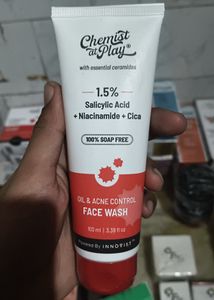 Chemist
at Play®
with essential ceramides
1.5%
Salicylic Acid
+ Niacinamide + Cica
100% SOAP FREE
OIL & ACNE CONTROL
FACE WASH
100 ml | 3.38 fl oz
Powered By INNOVIST™